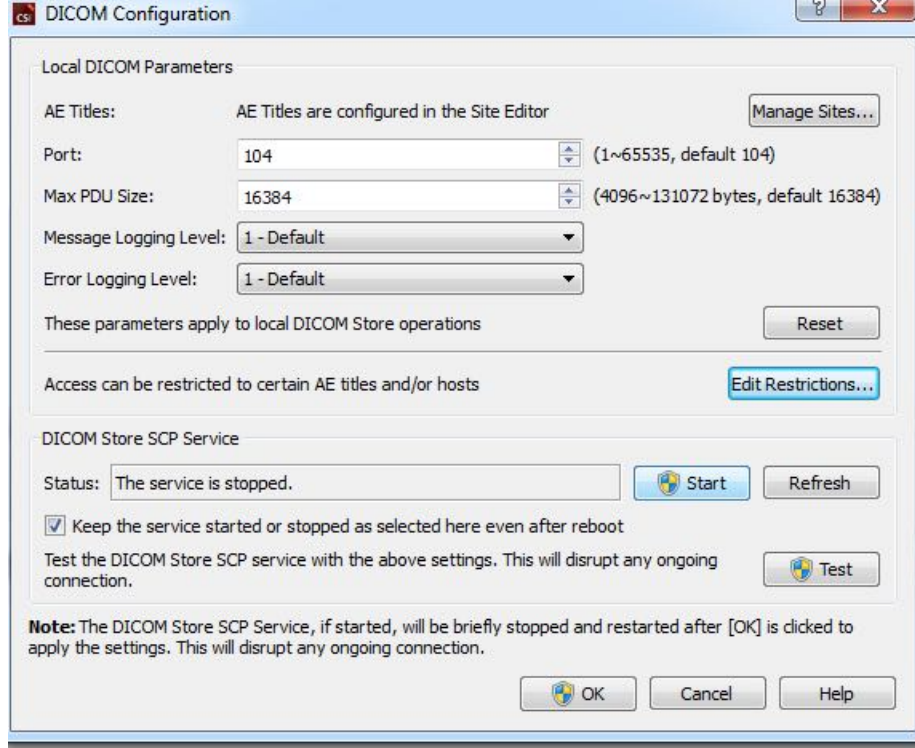 CSi DICOM Configuration
Local DICOM Parameters
AE Titles: AE Titles are configured in the Site Editor Manage Sites...
Port: 104 (1~65535, default 104)
Max PDU Size: 16384 (4096~131072 bytes, default 16384)
Message Logging Level: 1 - Default
Error Logging Level: 1 - Default
These parameters apply to local DICOM Store operations Reset
Access can be restricted to certain AE titles and/or hosts Edit Restrictions...
DICOM Store SCP Service
Status: The service is stopped. Start Refresh
Keep the service started or stopped as selected here even after reboot
Test the DICOM Store SCP service with the above settings. This will disrupt any ongoing
connection. Test
Note: The DICOM Store SCP Service, if started, will be briefly stopped and restarted after [OK] is clicked to
apply the settings. This will disrupt any ongoing connection.
OK Cancel Help